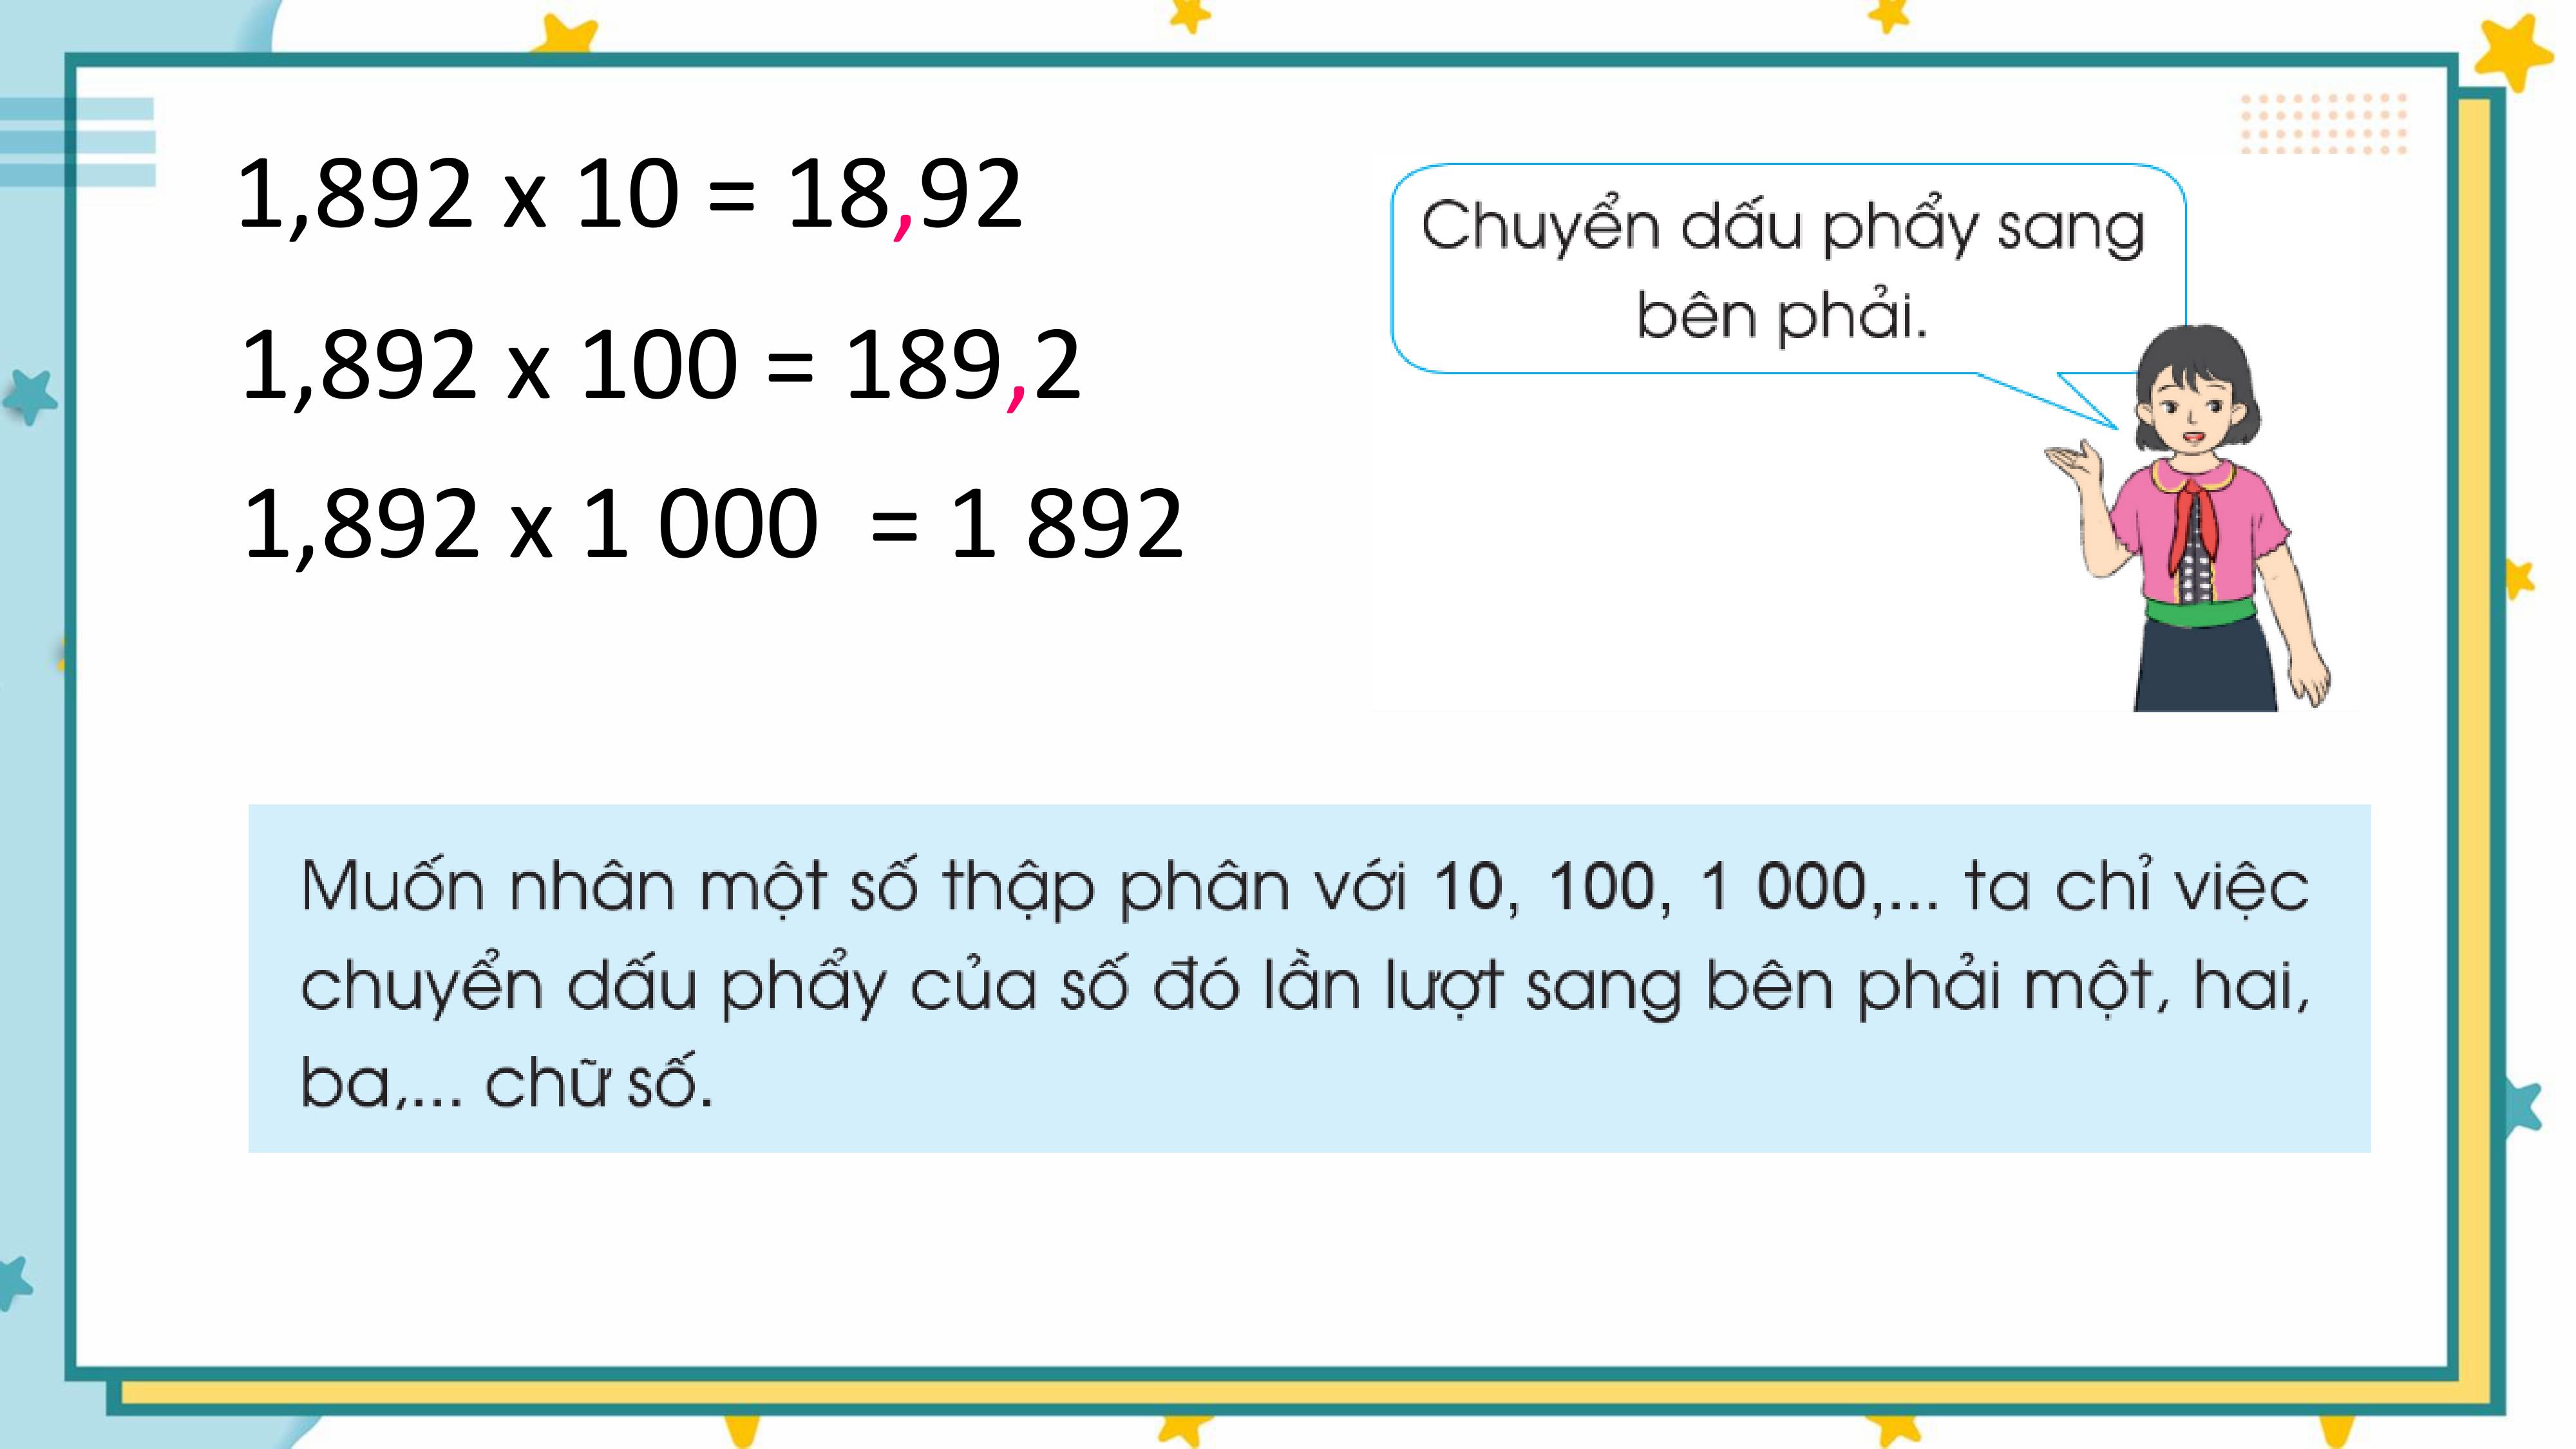 1,892 x 10 = 18,92
1,892 x 100 = 189,2
1,892 x 1 000  = 1 892
Chuyển dấu phẩy sang
bên phải.
Muốn nhân một số thập phân với 10, 100, 1 000,... ta chỉ việc
chuyển dấu phẩy của số đó lần lượt sang bên phải một, hai,
ba,... chữ số.